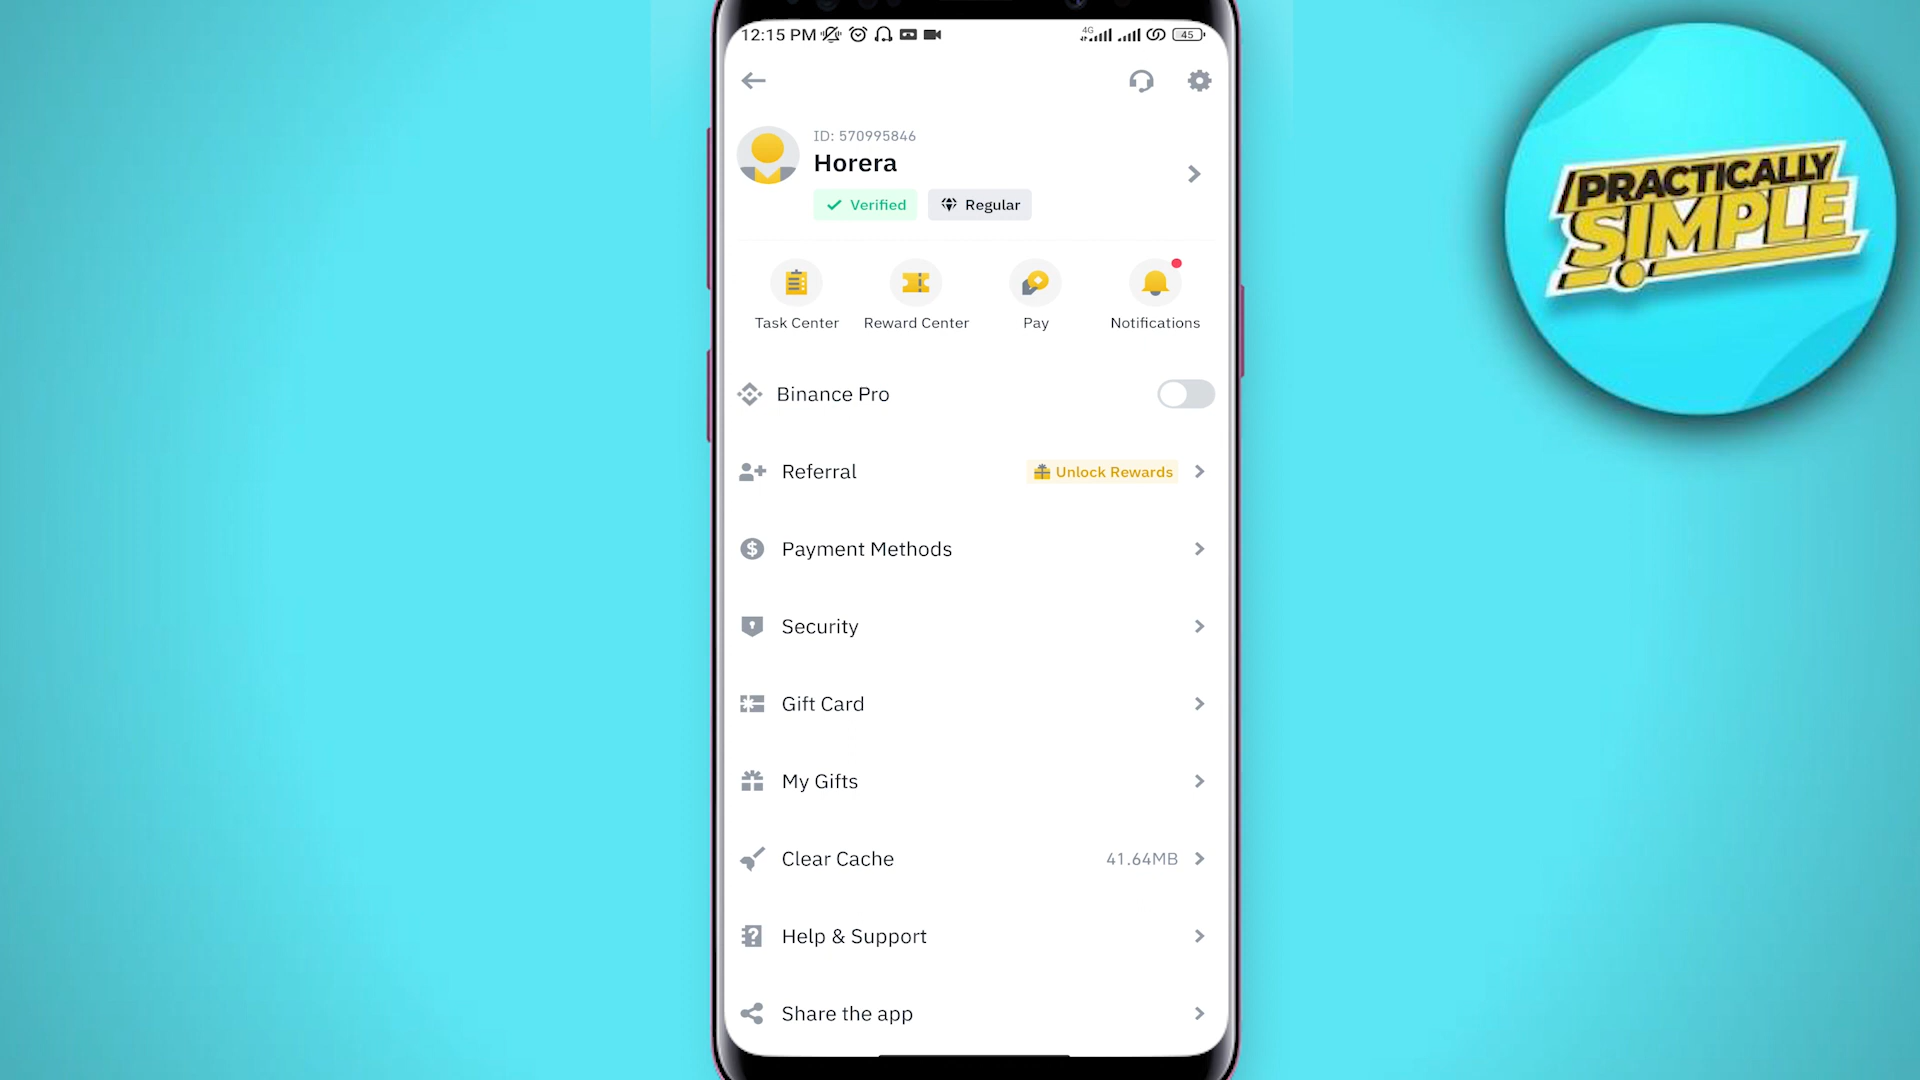 12:15 PM
4G
45
ID: 570995846
Horera
Verified
Regular
Task Center
Reward Center
Pay
Notifications
Binance Pro
Referral
Unlock Rewards
Payment Methods
Security
Gift Card
My Gifts
Clear Cache
41.64MB
Help & Support
Share the app
PRACTICALLY
SIMPLE